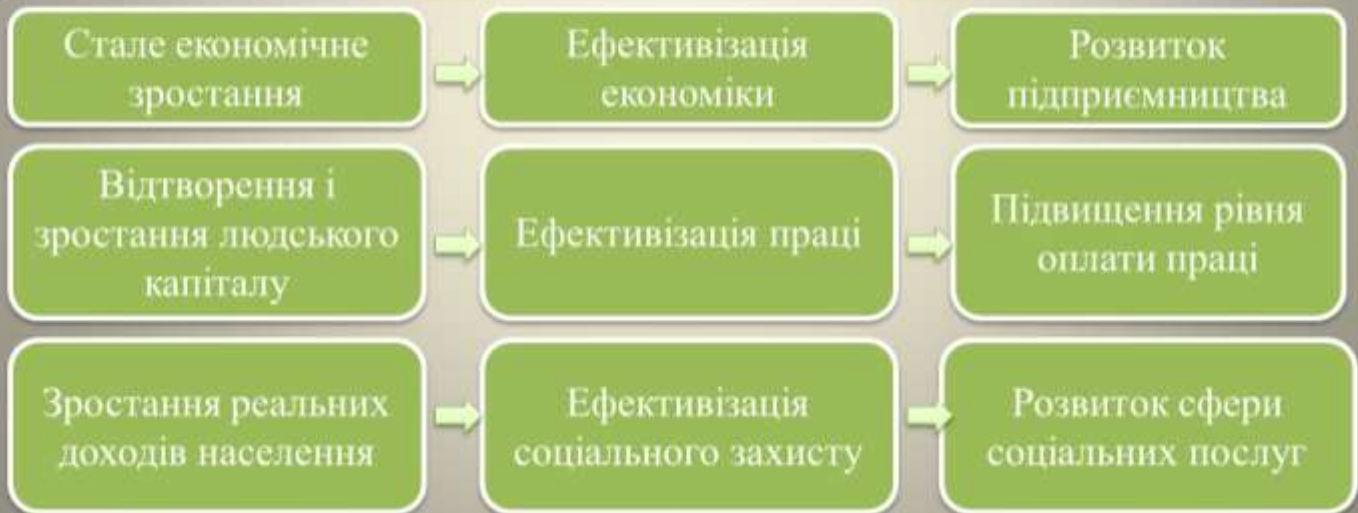 Стале економічне
зростання
Ефективізація
економіки
Розвиток
підприємництва
Відтворення і
зростання людського
капіталу
Ефективізація праці
Підвищення рівня
оплати праці
Зростання реальних
доходів населення
Ефективізація
соціального захисту
Розвиток сфери
соціальних послуг